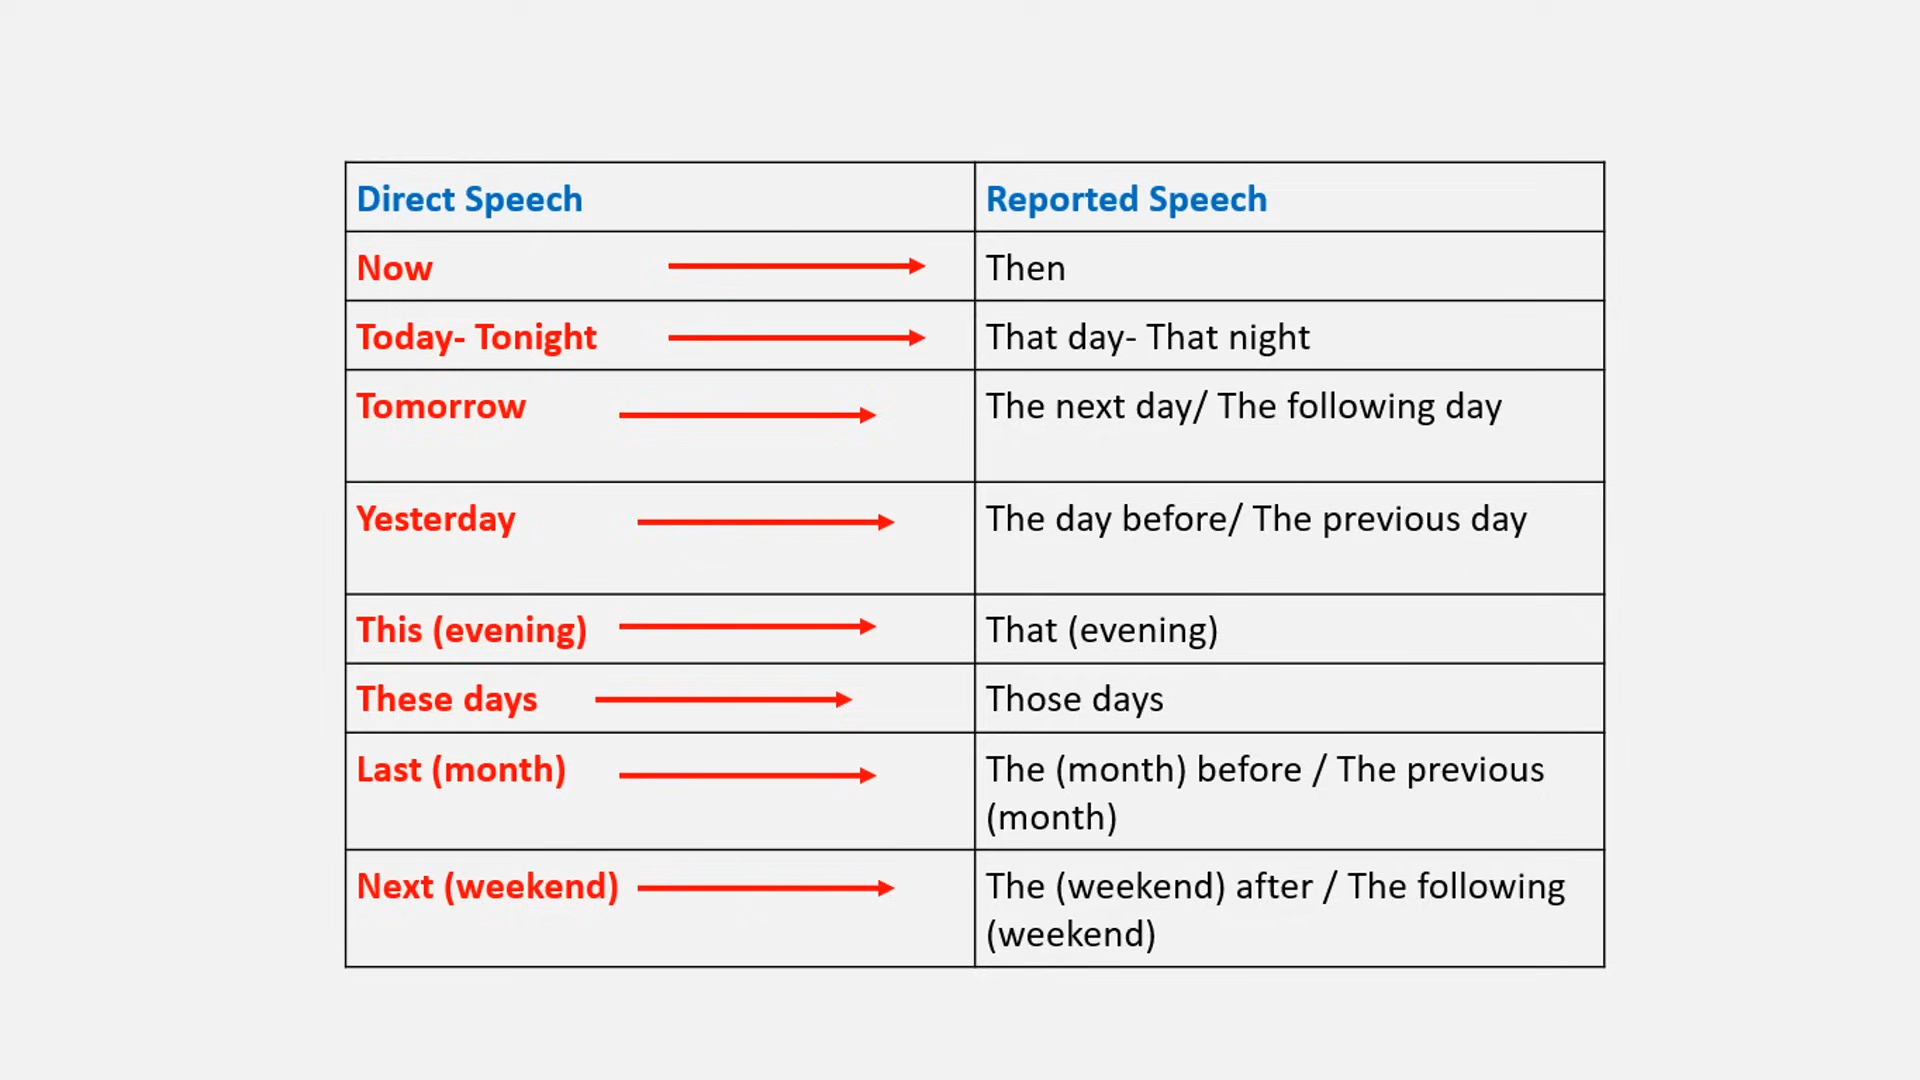 Direct Speech
Reported Speech
Now
Then
Today- Tonight
That day- That night
Tomorrow
The next day/ The following day
Yesterday
The day before/ The previous day
This (evening)
That (evening)
These days
Those days
Last (month)
The (month) before / The previous
(month)
Next (weekend)
The (weekend) after / The following
(weekend)